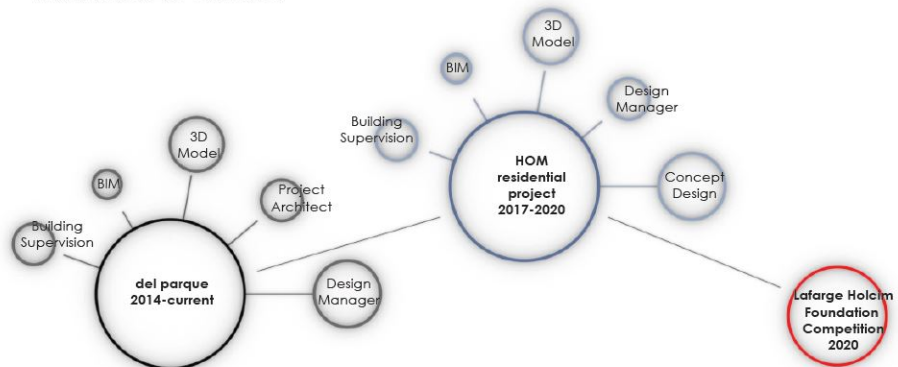 3D
Model
BIM
Design
Manager
Building
Supervision
HOM
residential
project
2017-2020
Concept
Design
3D
Model
BIM
Project
Architect
Building
Supervision
del parque
2014-current
Design
Manager
Lafarge Holcim
Foundation
Competition
2020